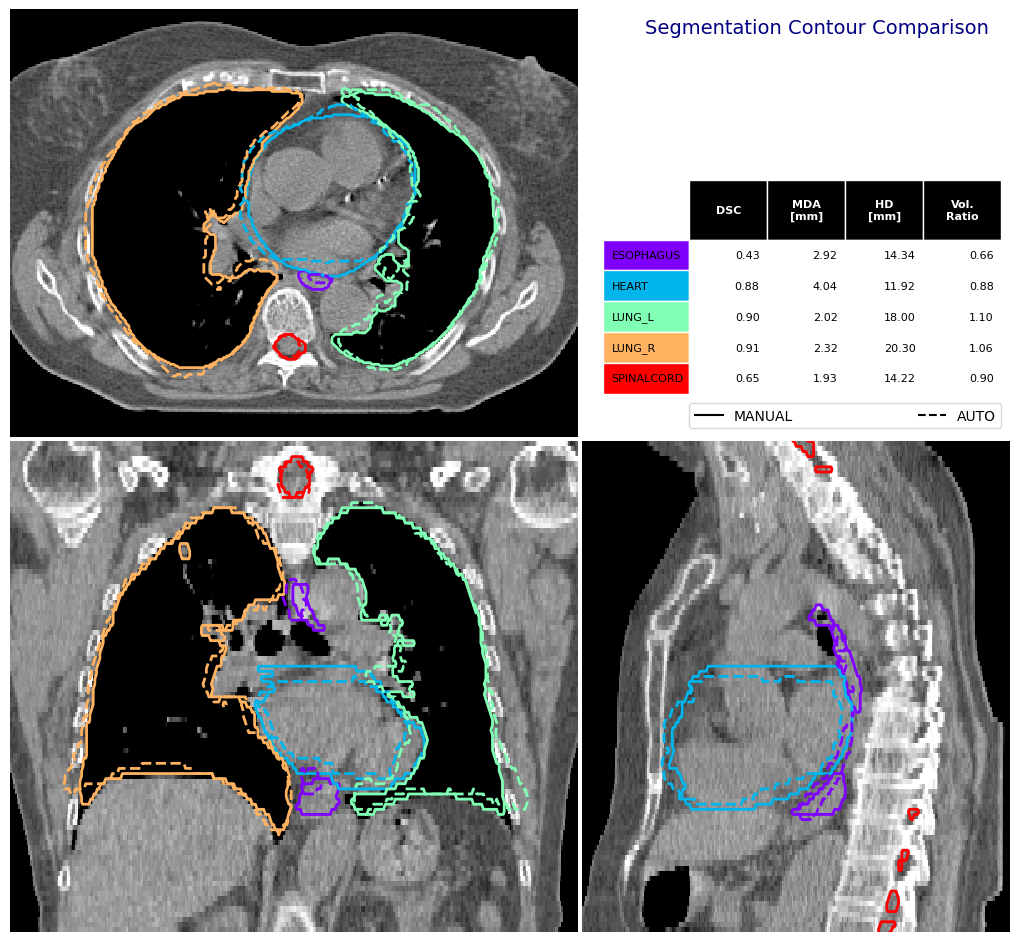 Segmentation Contour Comparison
DSC MDA [mm] HD [mm] Vol. Ratio
ESOPHAGUS 0.43 2.92 14.34 0.66
HEART 0.88 4.04 11.92 0.88
LUNG_L 0.90 2.02 18.00 1.10
LUNG_R 0.91 2.32 20.30 1.06
SPINALCORD 0.65 1.93 14.22 0.90
MANUAL AUTO